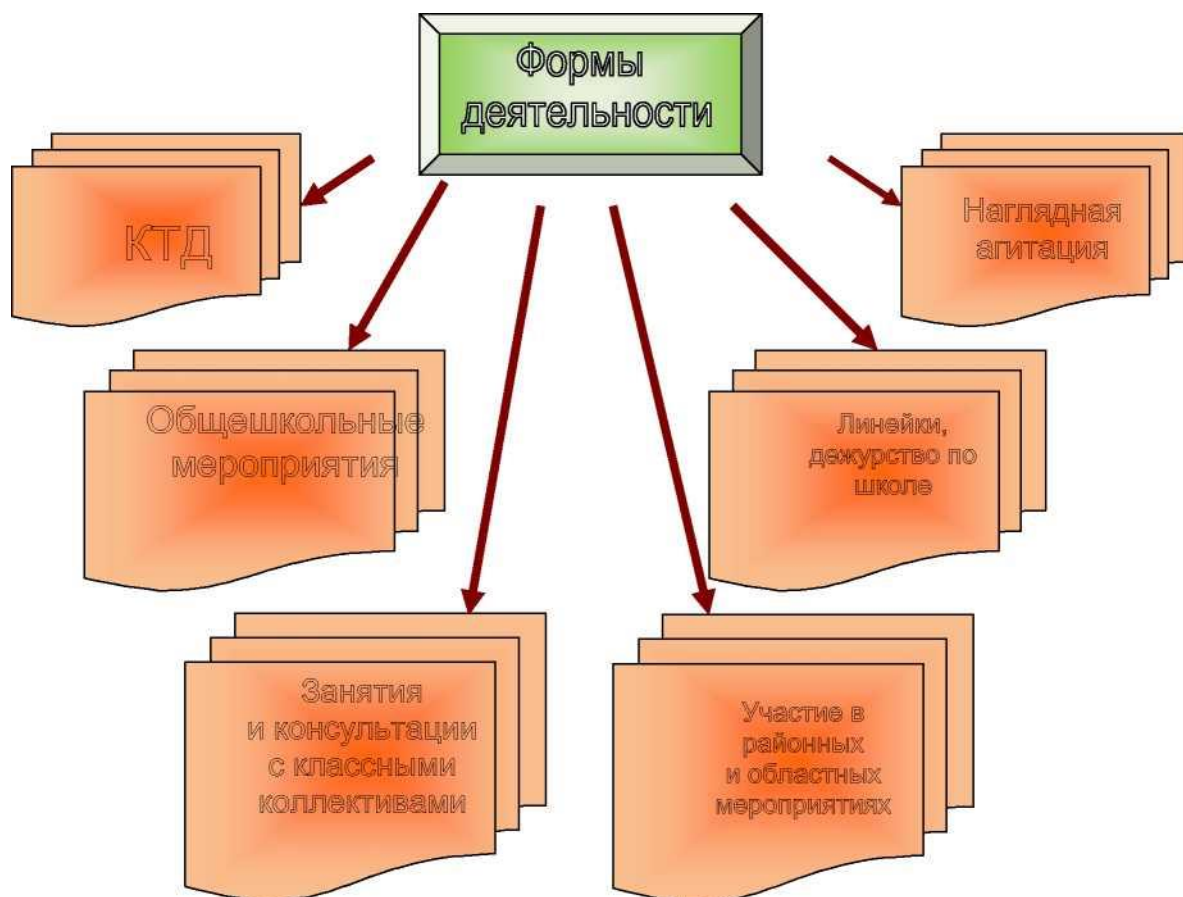 Формы
деятельности
КТД
Наглядная
агитация
Общешкольные
мероприятия
Линейки,
дежурство по
школе
Занятия
и консультации
с классными
коллективами
Участие в
районных
и областных
мероприятиях